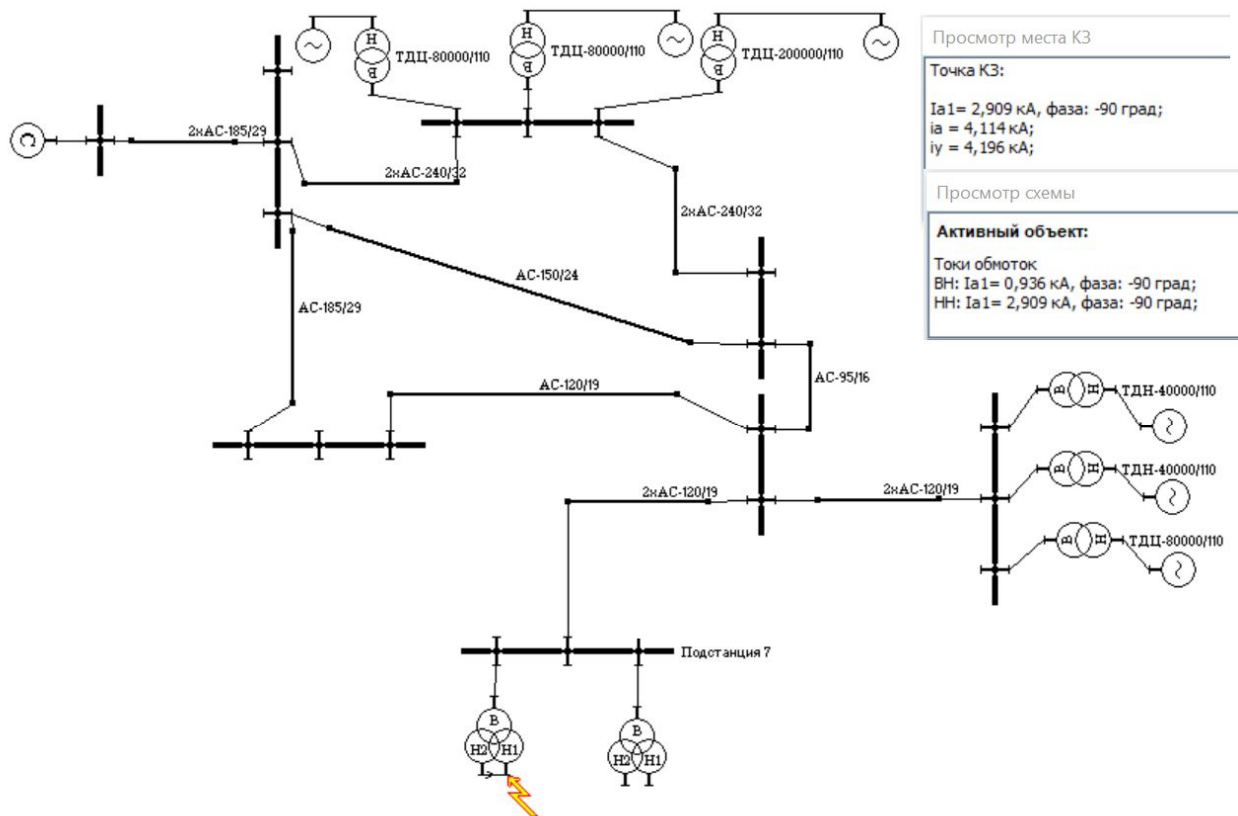 Н
В
ТДЦ-80000/110
Н
В
ТДЦ-80000/110
Н
В
ТДЦ-200000/110
Просмотр места КЗ
Точка КЗ:
Ia1= 2,909 кА, фаза: -90 град;
ia = 4,114 кА;
iy = 4,196 кА;
Просмотр схемы
Активный объект:
Токи обмоток
ВН: Ia1= 0,936 кА, фаза: -90 град;
НН: Ia1= 2,909 кА, фаза: -90 град;
С
2хАС-185/29
2хАС-240/32
2хАС-240/32
АС-150/24
АС-185/29
АС-120/19
АС-95/16
В
Н
ТДН-40000/110
В
Н
ТДН-40000/110
В
Н
ТДЦ-80000/110
2хАС-120/19
2хАС-120/19
Подстанция 7
В
Н2
Н1
В
Н2
Н1